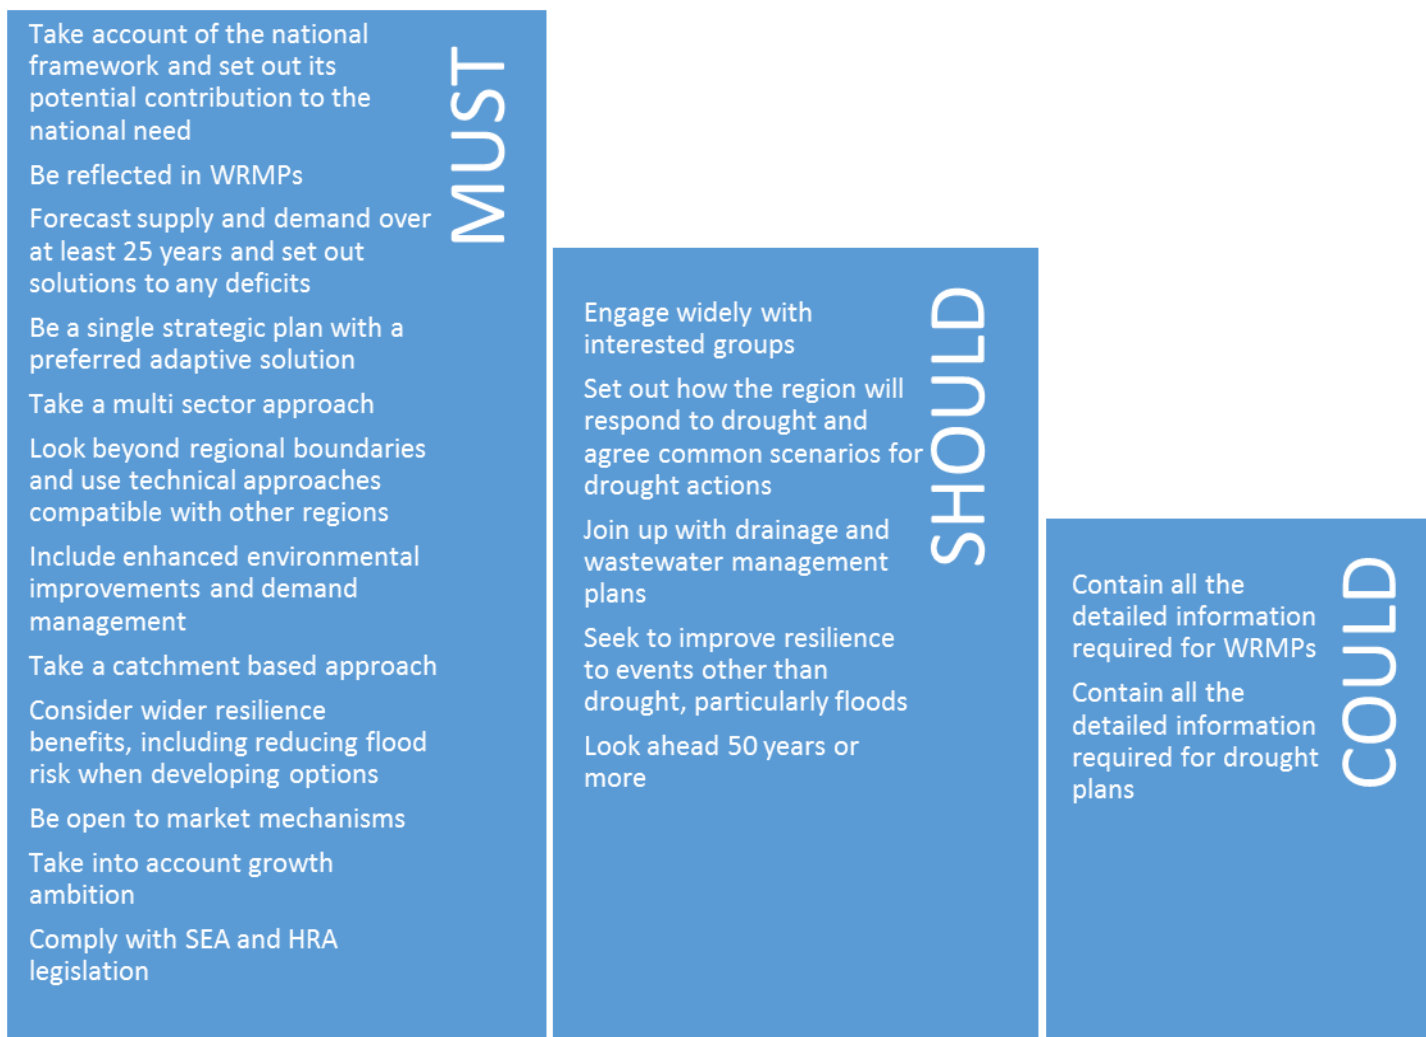 Take account of the national
framework and set out its
potential contribution to the
national need
Be reflected in WRMPs
Forecast supply and demand over
at least 25 years and set out
solutions to any deficits
Be a single strategic plan with a
preferred adaptive solution
Take a multi sector approach
Look beyond regional boundaries
and use technical approaches
compatible with other regions
Include enhanced environmental
improvements and demand
management
Take a catchment based approach
Consider wider resilience
benefits, including reducing flood
risk when developing options
Be open to market mechanisms
Take into account growth
ambition
Comply with SEA and HRA
legislation
MUST
Engage widely with
interested groups
Set out how the region will
respond to drought and
agree common scenarios for
drought actions
Join up with drainage and
wastewater management
plans
Seek to improve resilience
to events other than
drought, particularly floods
Look ahead 50 years or
more
SHOULD
Contain all the
detailed information
required for WRMPs
Contain all the
detailed information
required for drought
plans
COULD